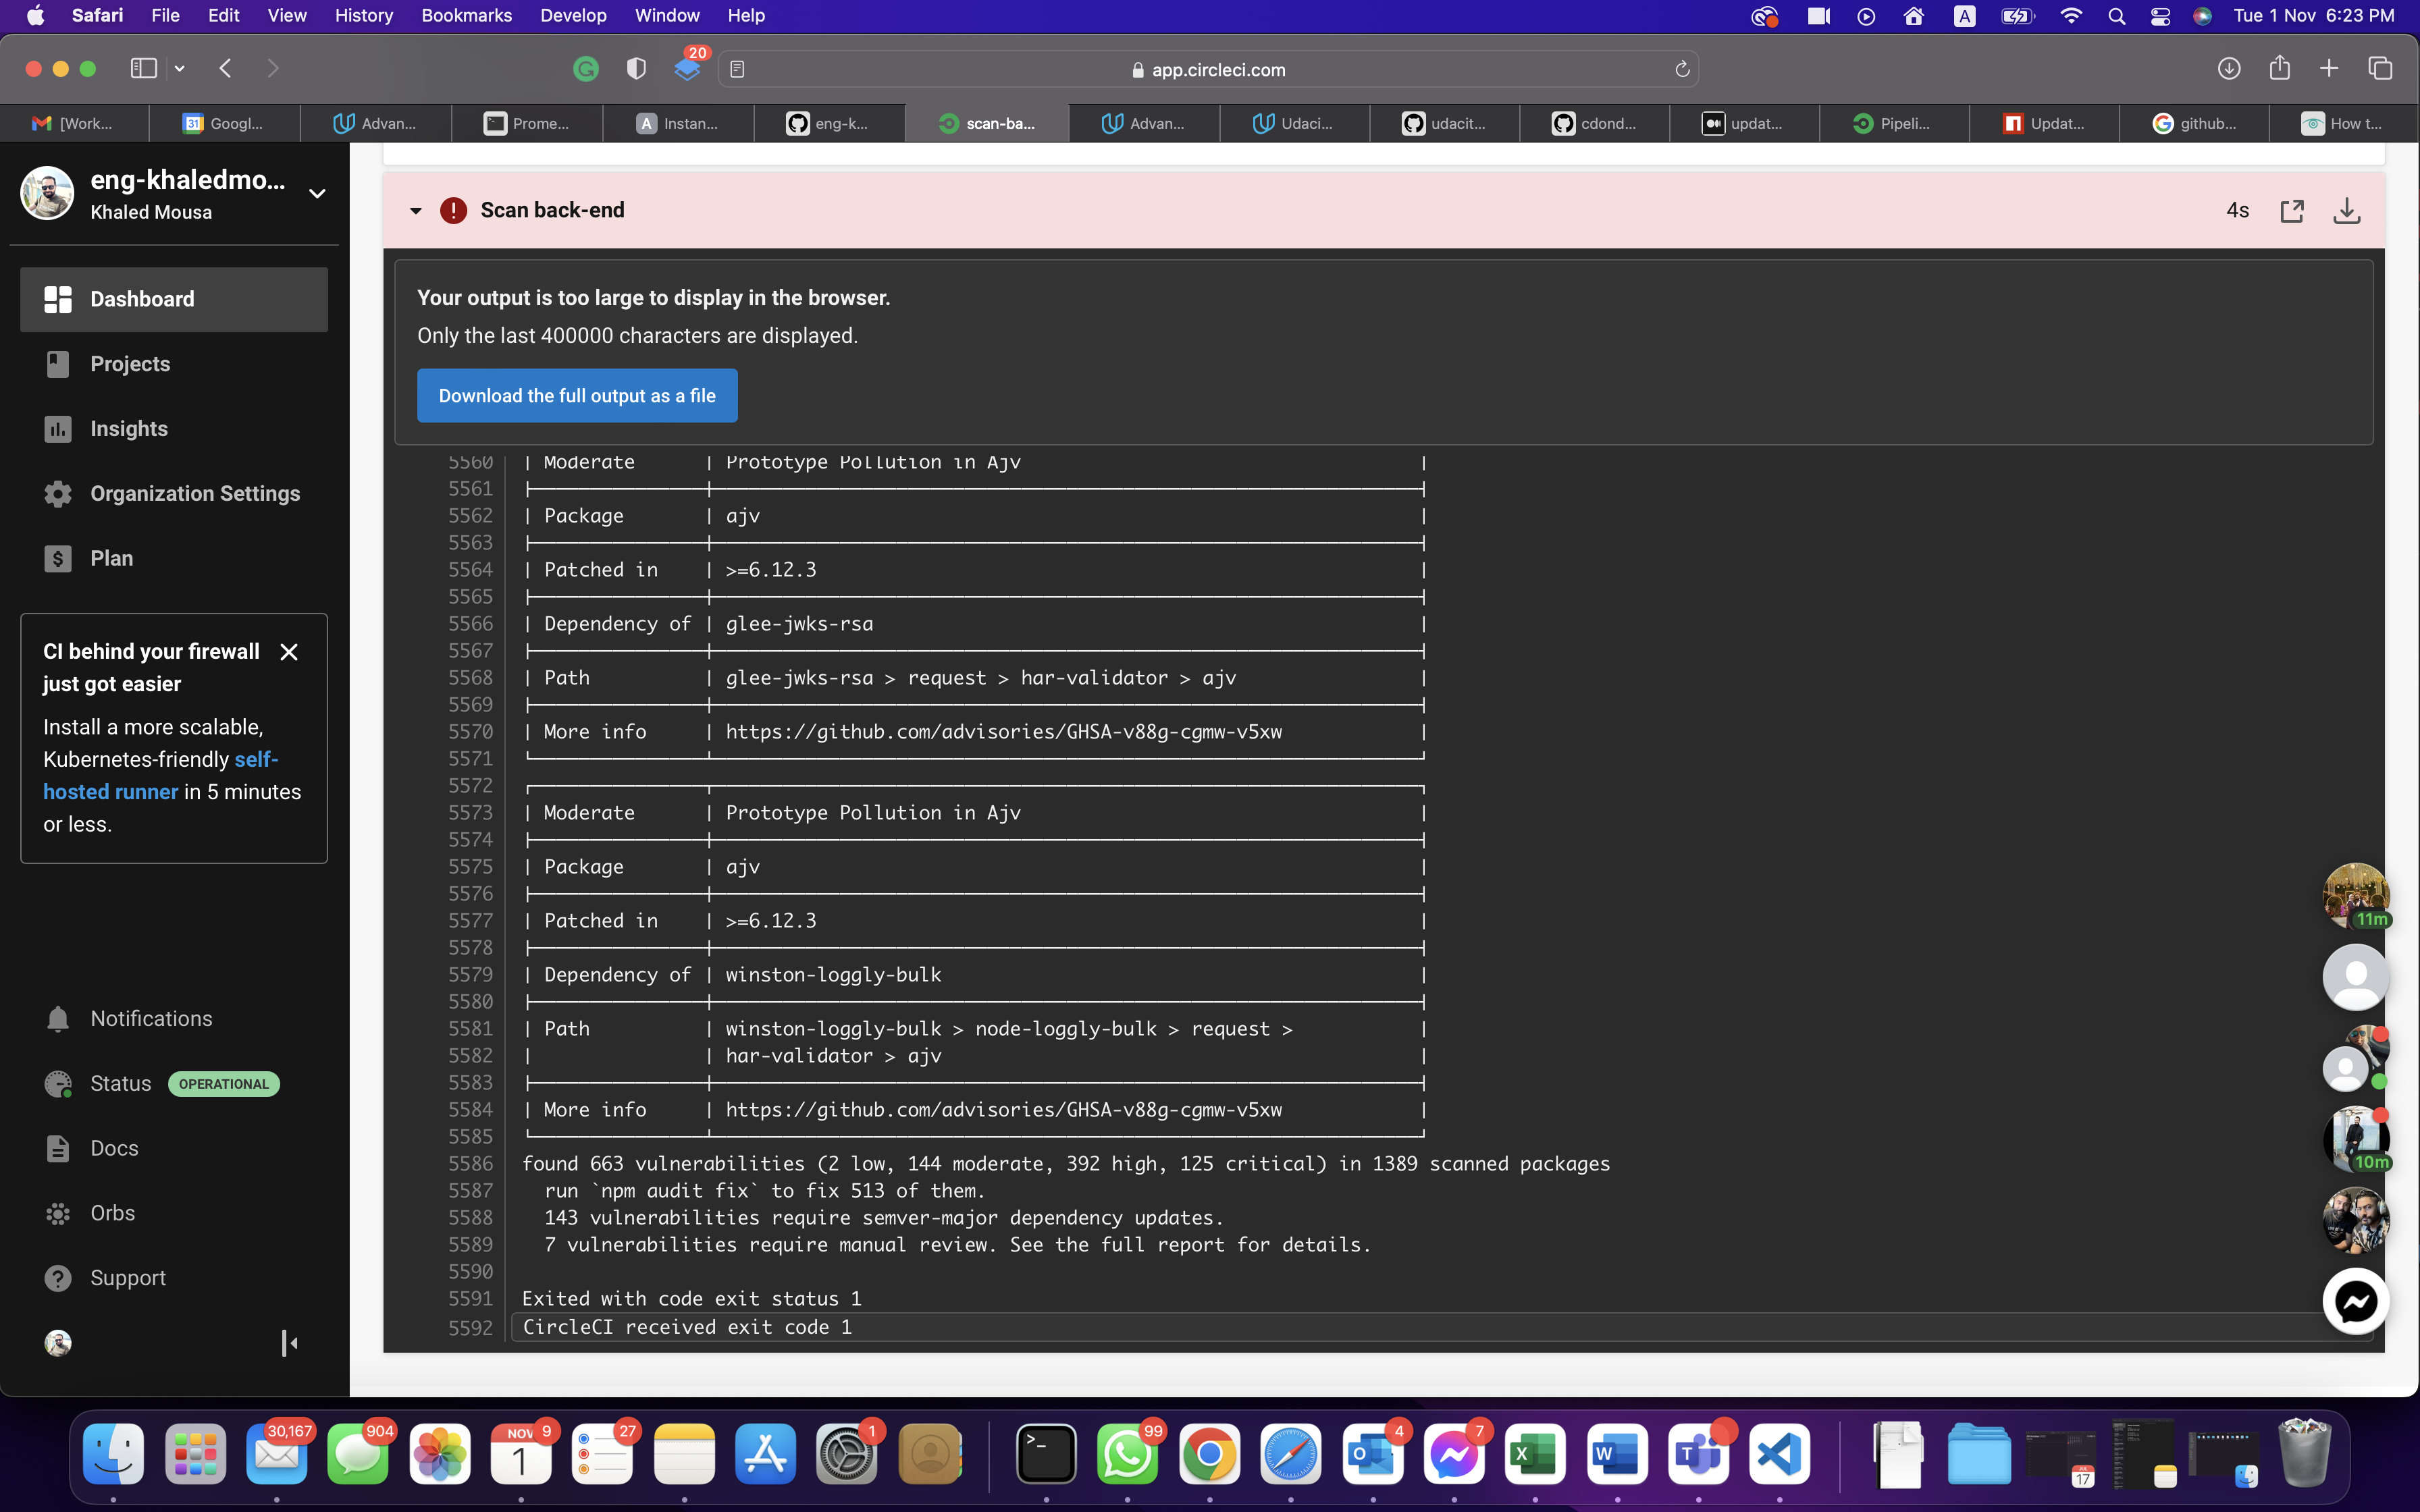 Safari File Edit View History Bookmarks Develop Window Help
A
Tue 1 Nov 6:23 PM
20
app.circleci.com
[Work...
31 Googl...
Advan...
Prome...
A Instan...
eng-k...
scan-ba...
Advan...
Udaci...
udacit...
cdond...
updat...
Pipeli...
Updat...
github...
How t...
eng-khaledmo...
Khaled Mousa
Dashboard
Projects
Insights
Organization Settings
Plan
CI behind your firewall
just got easier
Install a more scalable,
Kubernetes-friendly self-
hosted runner in 5 minutes
or less.
Notifications
Status OPERATIONAL
Docs
Orbs
Support
Scan back-end
4s
Your output is too large to display in the browser.
Only the last 400000 characters are displayed.
Download the full output as a file
5560 | Moderate | Prototype Pollution in Ajv |
5561
5562 | Package | ajv |
5563
5564 | Patched in | >=6.12.3 |
5565
5566 | Dependency of | glee-jwks-rsa |
5567
5568 | Path | glee-jwks-rsa > request > har-validator > ajv |
5569
5570 | More info | https://github.com/advisories/GHSA-v88g-cgmw-v5xw |
5571
5572
5573 | Moderate | Prototype Pollution in Ajv |
5574
5575 | Package | ajv |
5576
5577 | Patched in | >=6.12.3 |
5578
5579 | Dependency of | winston-loggly-bulk |
5580
5581 | Path | winston-loggly-bulk > node-loggly-bulk > request > |
5582 | | har-validator > ajv |
5583
5584 | More info | https://github.com/advisories/GHSA-v88g-cgmw-v5xw |
5585
5586 found 663 vulnerabilities (2 low, 144 moderate, 392 high, 125 critical) in 1389 scanned packages
5587 run `npm audit fix` to fix 513 of them.
5588 143 vulnerabilities require semver-major dependency updates.
5589 7 vulnerabilities require manual review. See the full report for details.
5590
5591 Exited with code exit status 1
5592 CircleCI received exit code 1
11m
10m
30,167
904
NOV
1
9
27
1
99
4
7
17